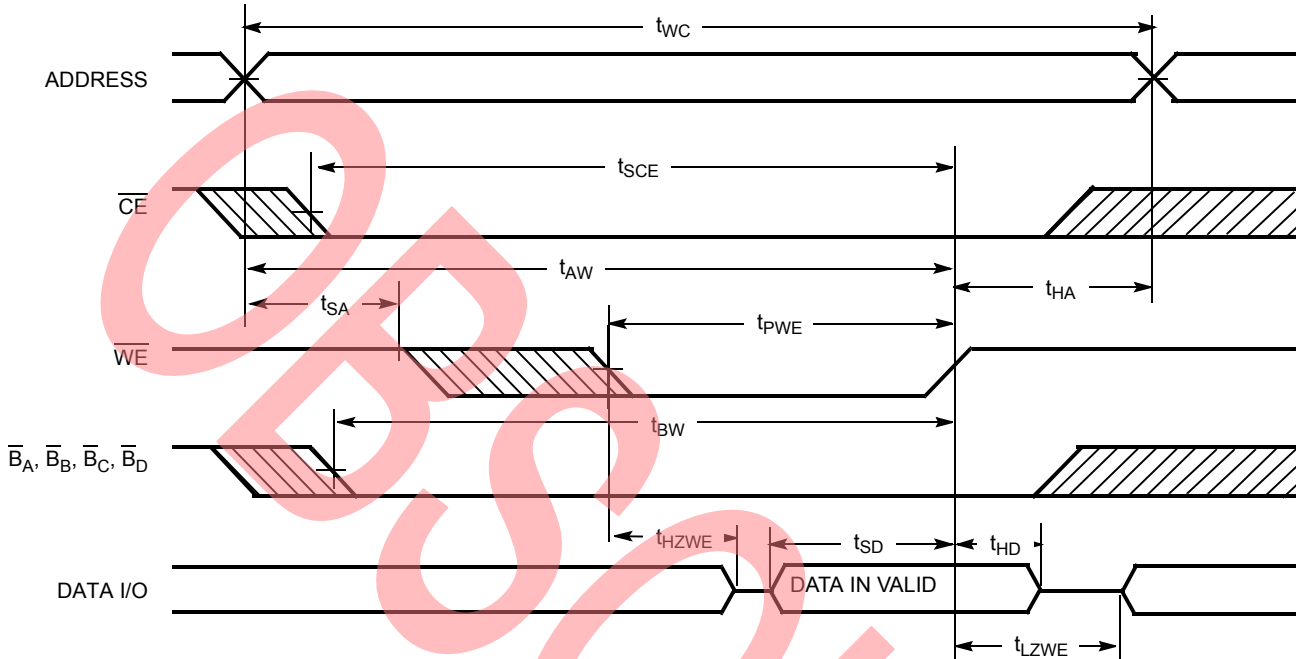 tWC
ADDRESS
tSCE
CE
tAW
tSA
tHA
tPWE
WE
tBW
BA, BB, BC, BD
tHZWE
tSD
tHD
DATA I/O
DATA IN VALID
tLZWE